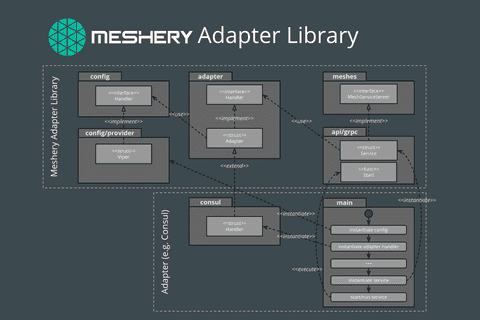 MESHERY Adapter Library
Meshery Adapter Library
config
<<interface>>
Handler
adapter
<<interface>>
Handler
meshes
<<interface>>
MeshServiceServer
<<implement>>
<<use>>
<<implement>>
<<use>>
<<implement>>
config/provider
<<struct>>
Viper
<<struct>>
Adapter
api/grpc
<<struct>>
Service
<<func>>
Start
<<extend>>
Adapter (e.g. Consul)
consul
<<struct>>
Handler
<<instantiate>>
<<instantiate>>
<<instantiate>>
<<execute>>
main
instantiate config
instantiate adapter handler
...
instantiate service
start/run service